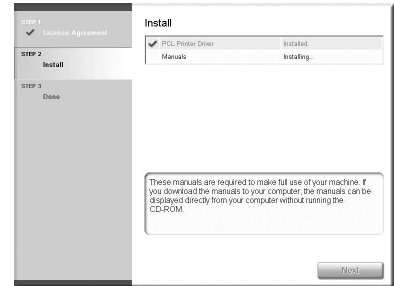 STEP 1
License Agreement
STEP 2
Install
STEP 3
Done
Install
PCL Printer Driver Installed.
Manuals Installing...
These manuals are required to make full use of your machine. If
you download the manuals to your computer, the manuals can be
displayed directly from your computer without running the
CD-ROM.
Next